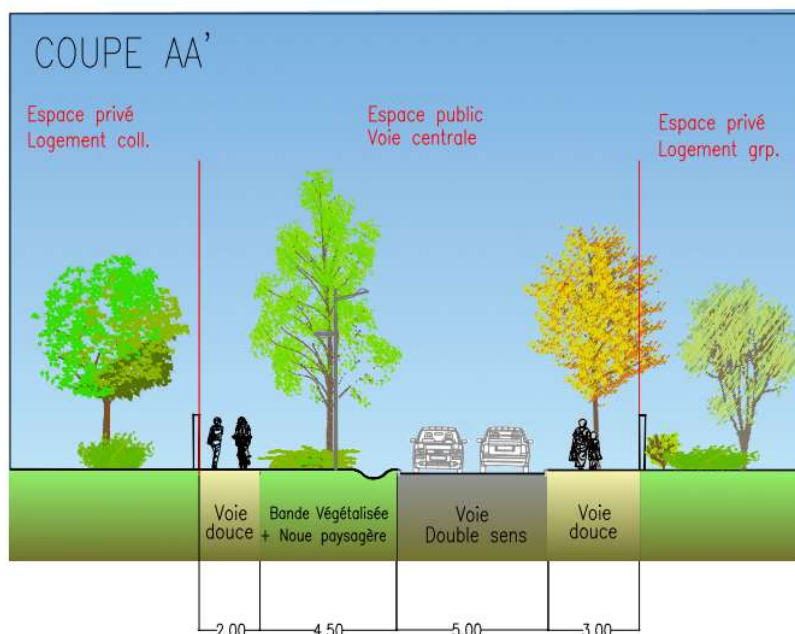 COUPE AA'
Espace privé
Logement coll.
Espace public
Voie centrale
Espace privé
Logement grp.
Voie
douce
Bande Végétalisée
+ Noue paysagère
Voie
Double sens
Voie
douce
2.00
4.50
5.00
3.00